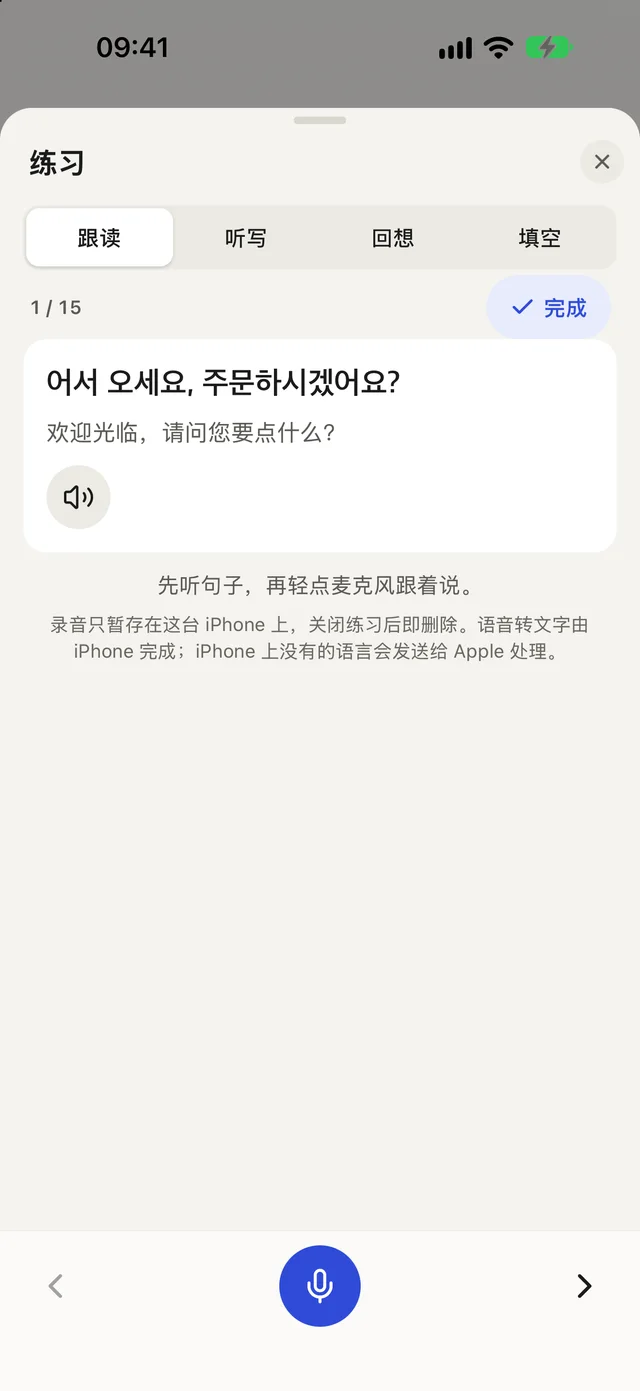 09:41
练习
跟读
听写
回想
填空
1 / 15
完成
어서 오세요, 주문하시겠어요?
欢迎光临，请问您要点什么？
先听句子，再轻点麦克风跟着说。
录音只暂存在这台 iPhone 上，关闭练习后即删除。语音转文字由
iPhone 完成；iPhone 上没有的语言会发送给 Apple 处理。